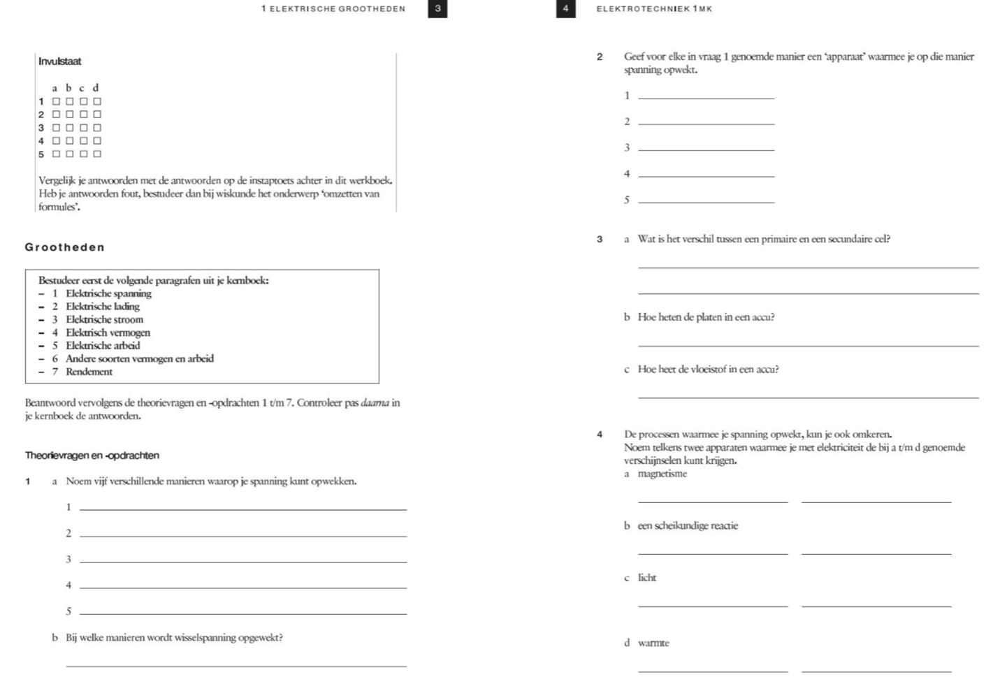 1 ELEKTRISCHE GROOTHEDEN 3
Invulstaat
a b c d
1 □ □ □ □
2 □ □ □ □
3 □ □ □ □
4 □ □ □ □
5 □ □ □ □
Vergelijk je antwoorden met de antwoorden op de instaptoets achter in dit werkboek.
Heb je antwoorden fout, bestudeer dan bij wiskunde het onderwerp ‘omzetten van
formules’.
Grootheden
Bestudeer eerst de volgende paragrafen uit je kernboek:
– 1 Elektrische spanning
– 2 Elektrische lading
– 3 Elektrische stroom
– 4 Elektrisch vermogen
– 5 Elektrische arbeid
– 6 Andere soorten vermogen en arbeid
– 7 Rendement
Beantwoord vervolgens de theorievragen en -opdrachten 1 t/m 7. Controleer pas daarna in
je kernboek de antwoorden.
Theorievragen en -opdrachten
1 a Noem vijf verschillende manieren waarop je spanning kunt opwekken.
1
2
3
4
5
b Bij welke manieren wordt wisselspanning opgewekt?
4 ELEKTROTECHNIEK 1MK
2 Geef voor elke in vraag 1 genoemde manier een ‘apparaat’ waarmee je op die manier
spanning opwekt.
1
2
3
4
5
3 a Wat is het verschil tussen een primaire en een secundaire cel?
b Hoe heten de platen in een accu?
c Hoe heet de vloeistof in een accu?
4 De processen waarmee je spanning opwekt, kun je ook omkeren.
Noem telkens twee apparaten waarmee je met elektriciteit de bij a t/m d genoemde
verschijnselen kunt krijgen.
a magnetisme
b een scheikundige reactie
c licht
d warmte